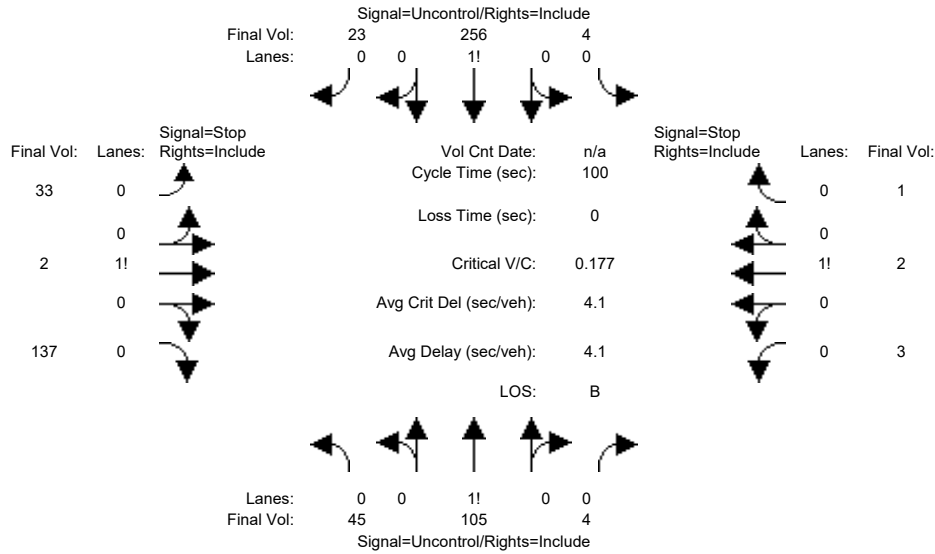 Signal=Uncontrol/Rights=Include
Final Vol: 23 256 4
Lanes: 0 0 1! 0 0
Signal=Stop
Final Vol: Lanes: Rights=Include
Vol Cnt Date: n/a
Signal=Stop
Rights=Include Lanes: Final Vol:
Cycle Time (sec): 100
33 0
0 1
Loss Time (sec): 0
0
0
2 1!
Critical V/C: 0.177
1! 2
0
Avg Crit Del (sec/veh): 4.1
0
137 0
Avg Delay (sec/veh): 4.1
0 3
LOS: B
Lanes: 0 0 1! 0 0
Final Vol: 45 105 4
Signal=Uncontrol/Rights=Include